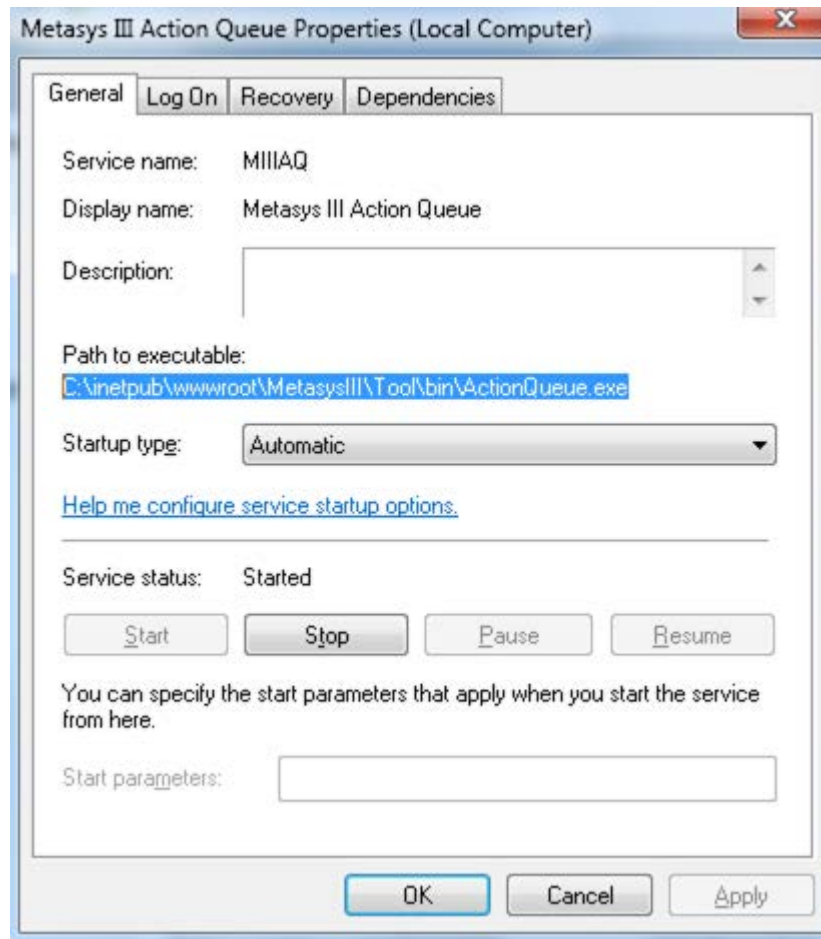 Metasys III Action Queue Properties (Local Computer)
General Log On Recovery Dependencies
Service name: MIIIAQ
Display name: Metasys III Action Queue
Description:
Path to executable:
C:\inetpub\wwwroot\MetasysIII\Tool\bin\ActionQueue.exe
Startup type: Automatic
Help me configure service startup options.
Service status: Started
Start Stop Pause Resume
You can specify the start parameters that apply when you start the service
from here.
Start parameters:
OK Cancel Apply